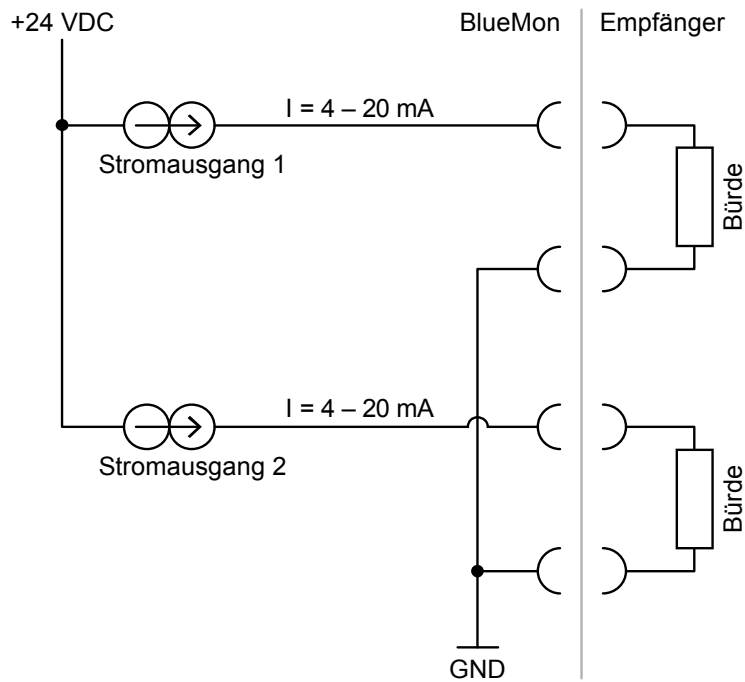 +24 VDC
BlueMon
Empfänger
I = 4 – 20 mA
Stromausgang 1
Bürde
I = 4 – 20 mA
Stromausgang 2
Bürde
GND